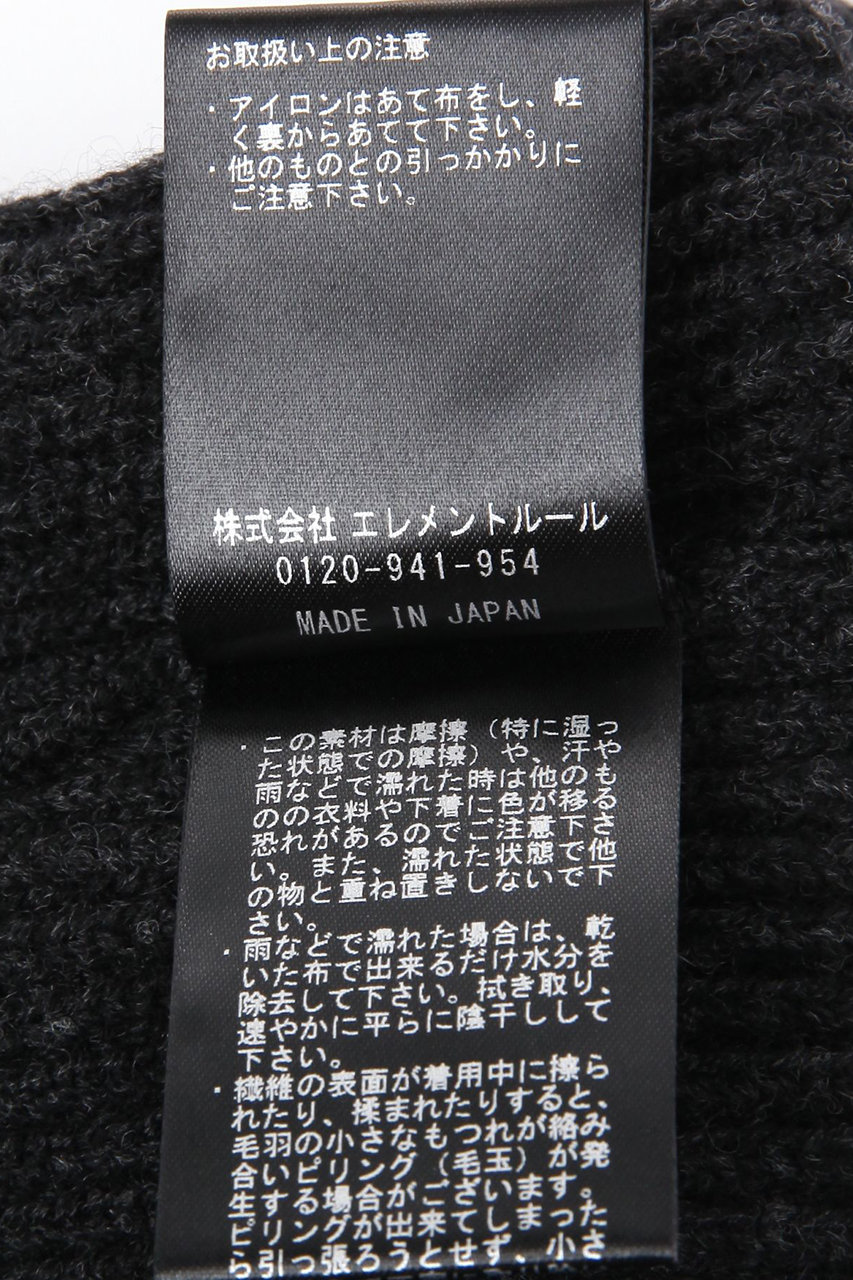 お取扱い上の注意
・アイロンはあて布をし、軽
く裏からあてて下さい。
・他のものとの引っかかりに
ご注意下さい。
株式会社 エレメントルール
0120-941-954
MADE IN JAPAN
・この素材は摩擦（特に湿っ
た状態での摩擦）や、汗や
雨などで濡れた時は他のも
のの衣料や下着に色が移る
恐れがあるのでご注意下さ
い。また、濡れた状態で他
の物と重ね置きしないで下
さい。
・雨などで濡れた場合は、乾
いた布で出来るだけ水分を
除去して下さい。拭き取り、
速やかに平らに陰干しして
下さい。
・繊維の表面が着用中に擦ら
れたり、揉まれたりすると、
毛羽の小さなもつれが絡み
合いピリング（毛玉）が発
生する場合がございます。
ピリングが出来てしまった
ら引っ張ろうとせず、小さ